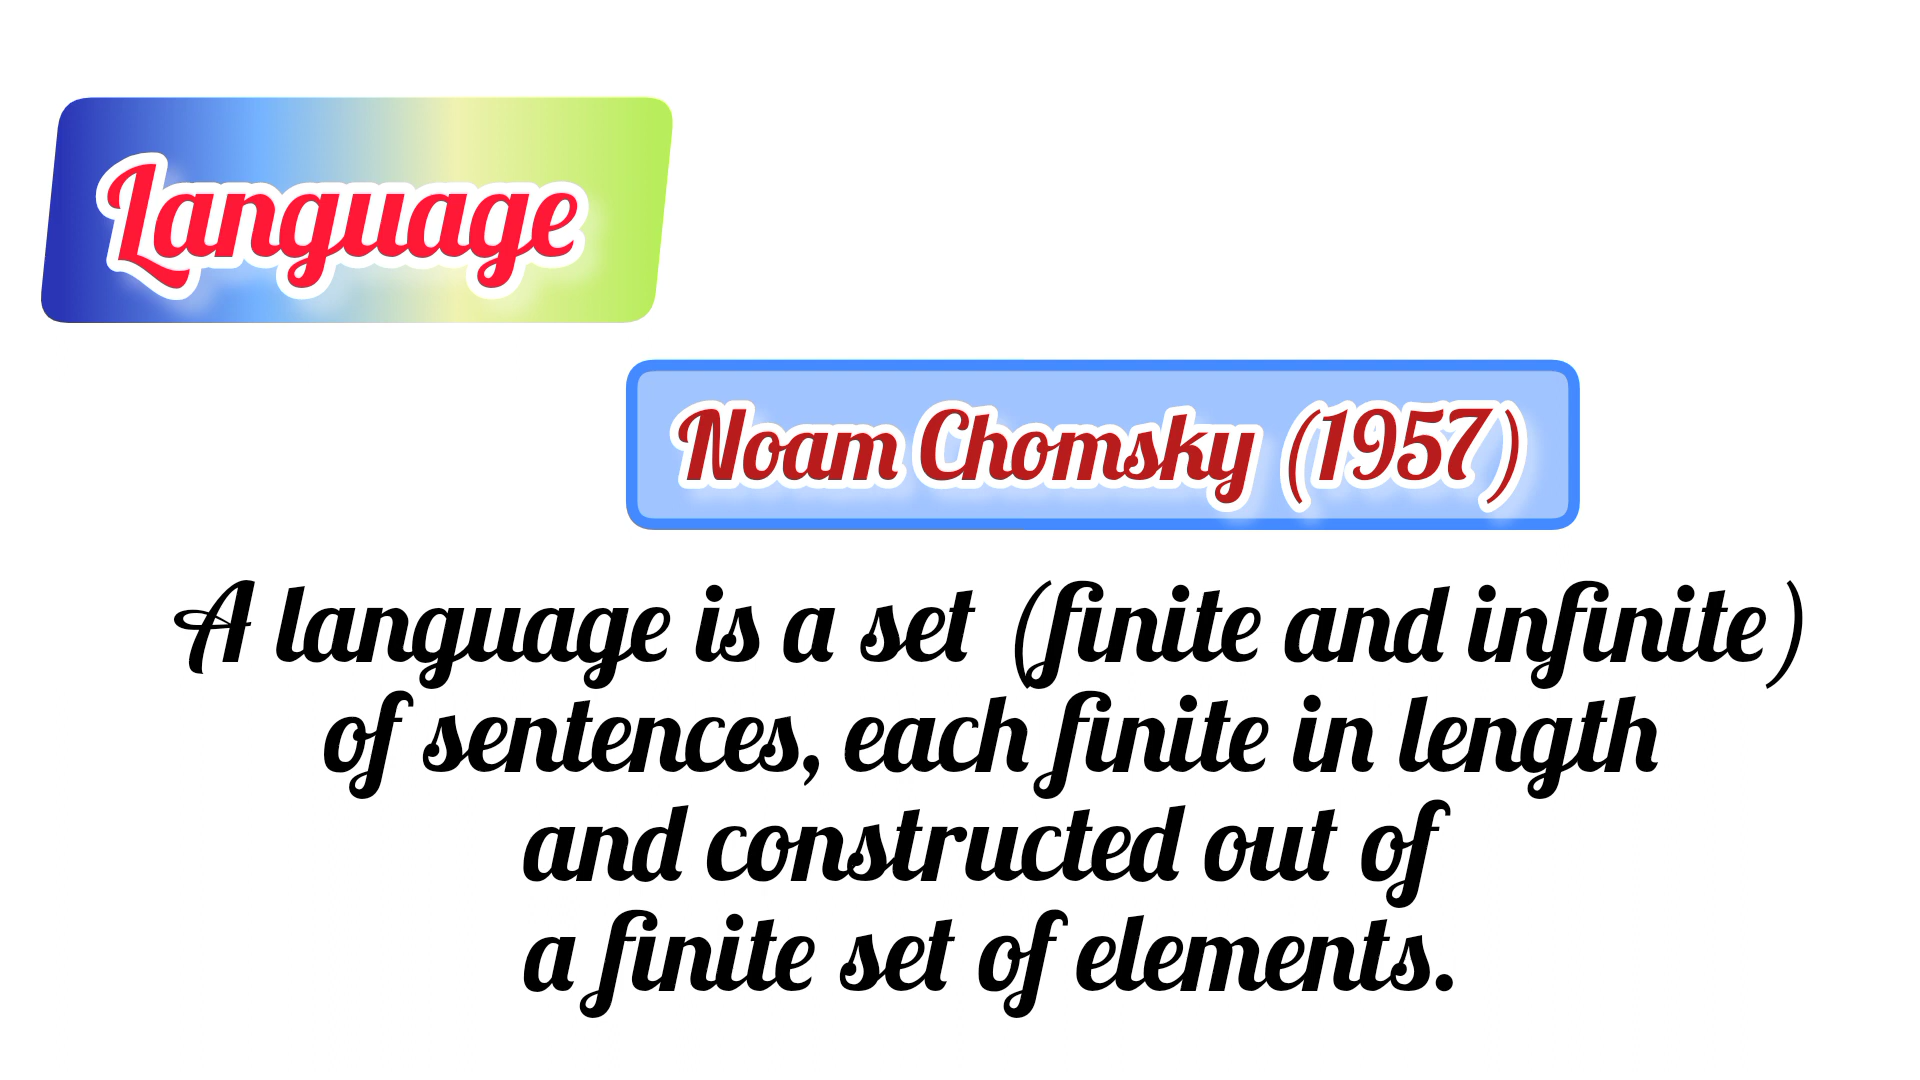 Language
Noam Chomsky (1957)
A language is a set (finite and infinite)
of sentences, each finite in length
and constructed out of
a finite set of elements.